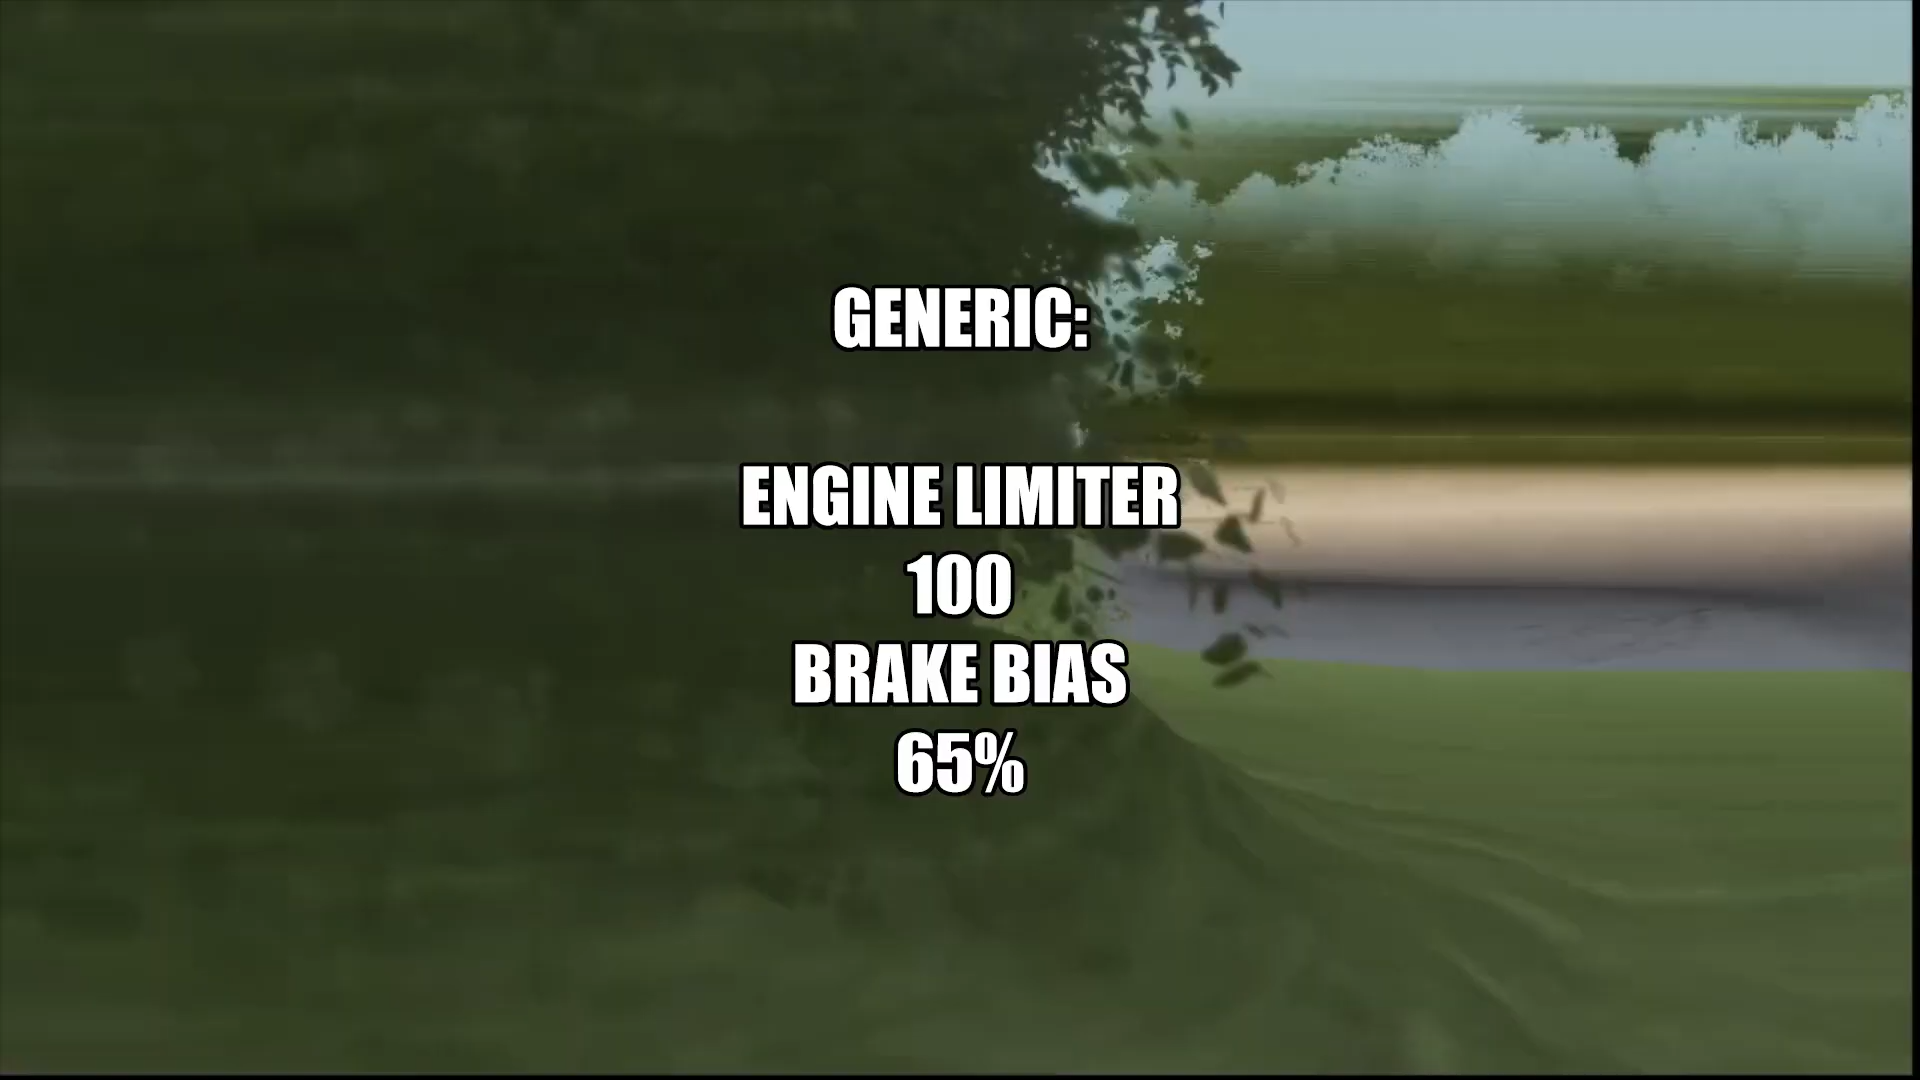 GENERIC:
ENGINE LIMITER
100
BRAKE BIAS
65%